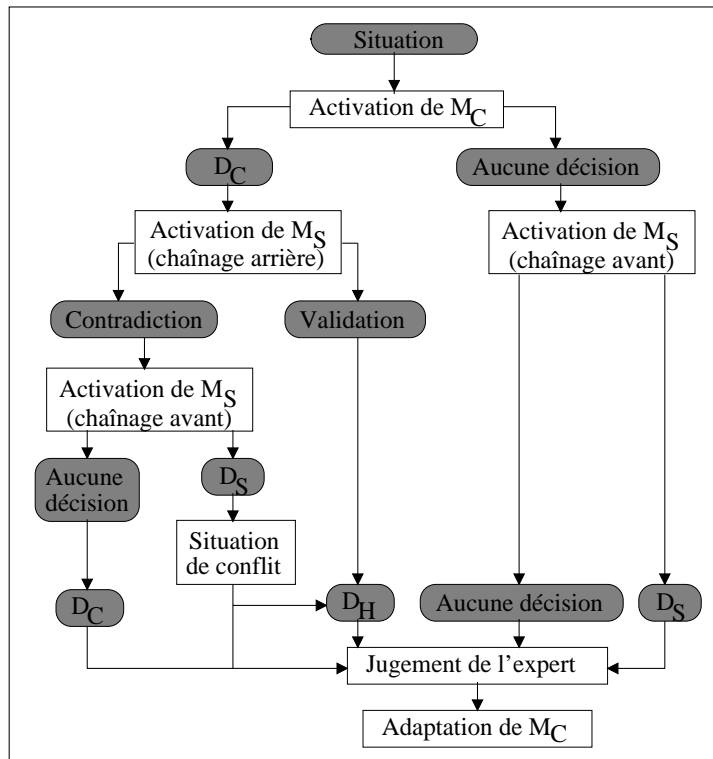 Situation
Activation de MC
DC
Aucune décision
Activation de MS
(chaînage arrière)
Activation de MS
(chaînage avant)
Contradiction
Validation
Activation de MS
(chaînage avant)
Aucune
décision
DS
Situation
de conflit
DC
DH
Aucune décision
DS
Jugement de l’expert
Adaptation de MC